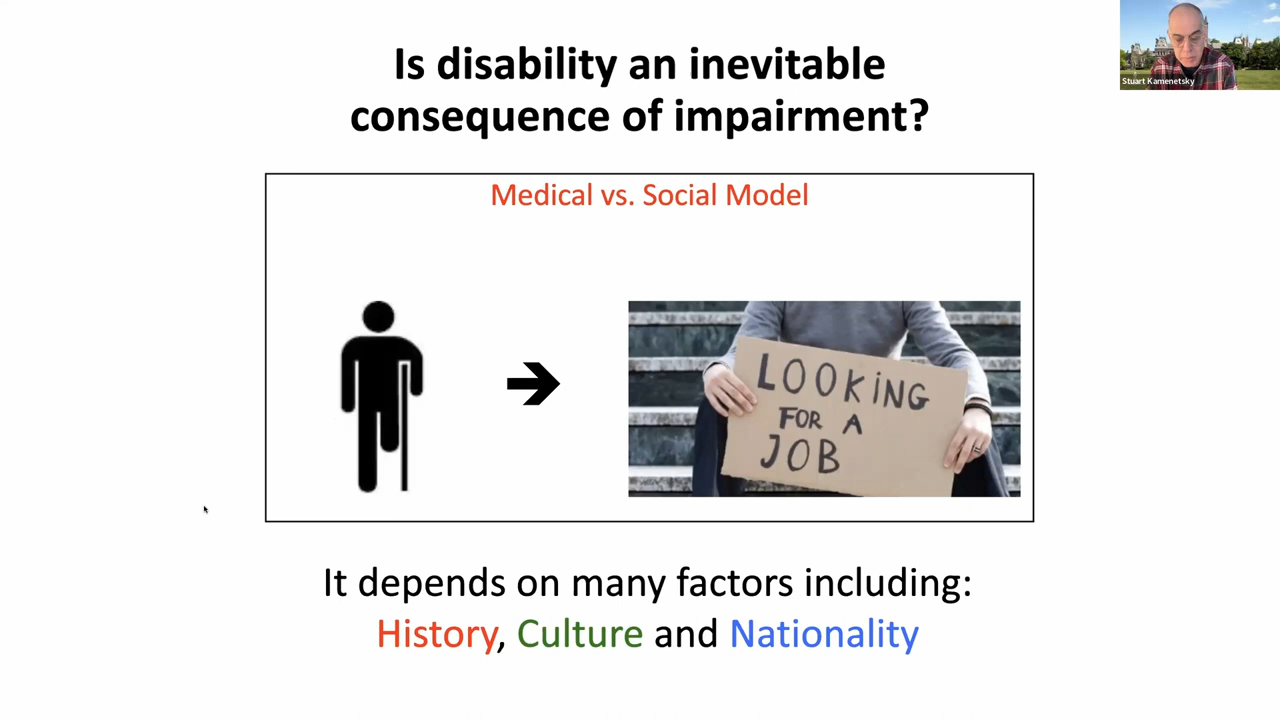 Is disability an inevitable
consequence of impairment?
Stuart Kamenetsky
Medical vs. Social Model
LOOKiNG
FOR A
JOB
It depends on many factors including:
History, Culture and Nationality